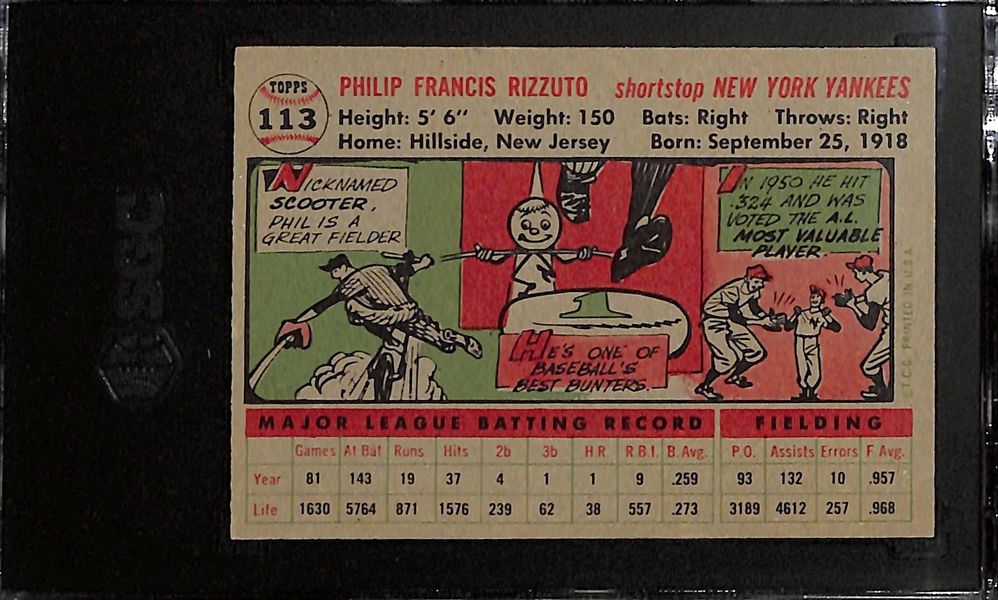 TOPPS
113
PHILIP FRANCIS RIZZUTO shortstop NEW YORK YANKEES
Height: 5' 6" Weight: 150 Bats: Right Throws: Right
Home: Hillside, New Jersey Born: September 25, 1918
NICKNAMED
SCOOTER,
PHIL IS A
GREAT FIELDER
1
HE'S ONE OF
BASEBALL'S
BEST BUNTERS.
IN 1950 HE HIT
.324 AND WAS
VOTED THE A.L.
MOST VALUABLE
PLAYER.
T.C.G. PRINTED IN U.S.A.
SGC
MAJOR LEAGUE BATTING RECORD FIELDING
Games At Bat Runs Hits 2b 3b H.R. R.B.I. B. Avg. P.O. Assists Errors F. Avg.
Year 81 143 19 37 4 1 1 9 .259 93 132 10 .957
Life 1630 5764 871 1576 239 62 38 557 .273 3189 4612 257 .968